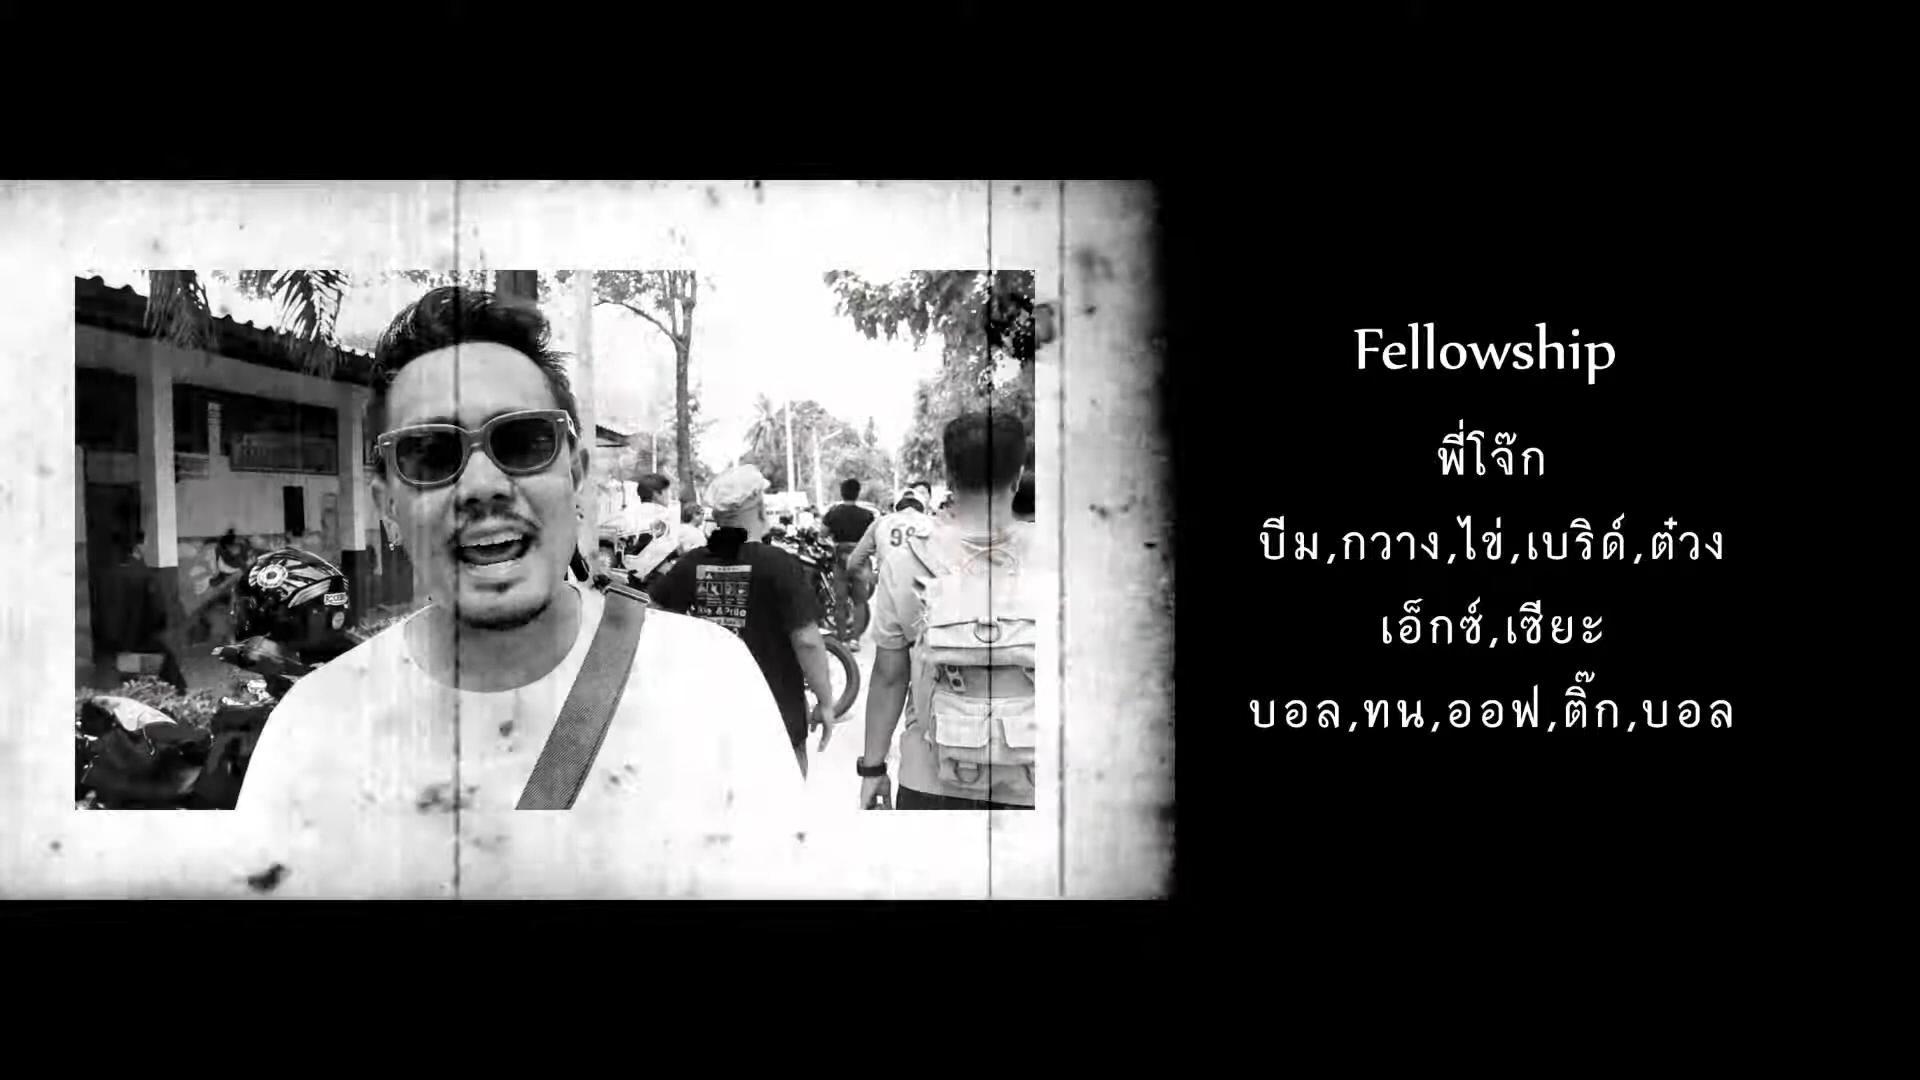 Fellowship
พี่โจ๊ก
บีม,กวาง,ไข่,เบริด์,ต๋วง
เอ็กซ์,เซียะ
บอล,ทน,ออฟ,ติ๊ก,บอล